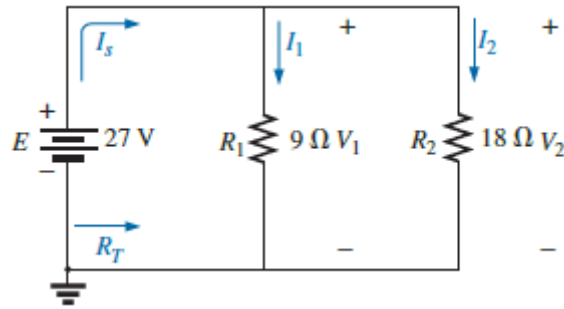 I_s I_1 + I_2 +
+
E 27 V R_1 9 Ω V_1 R_2 18 Ω V_2
−
R_T − −